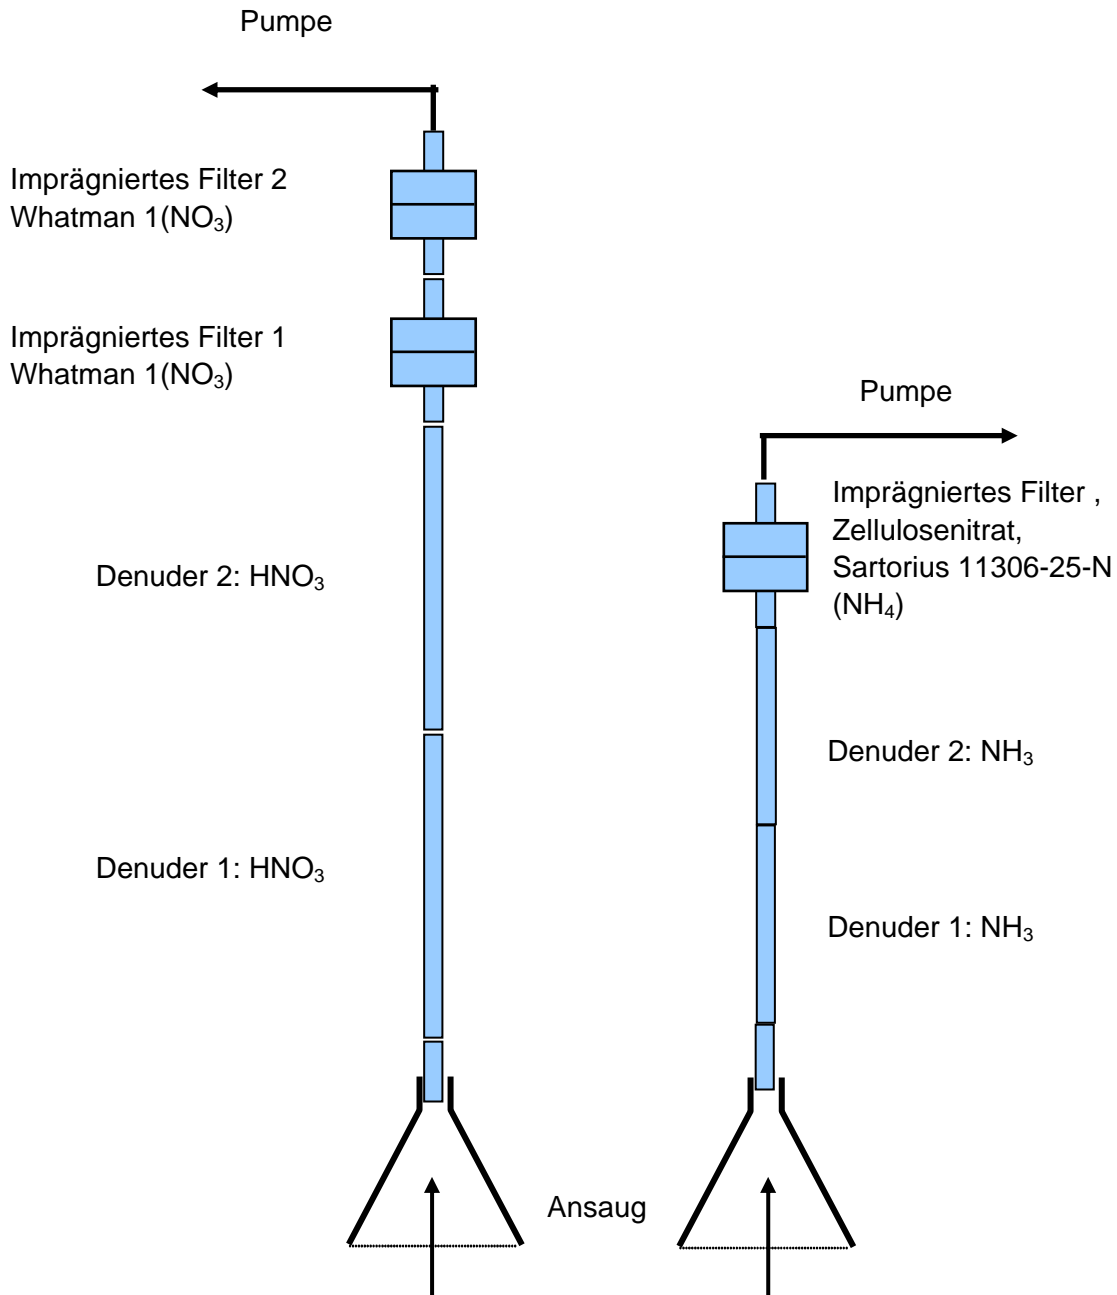 Pumpe
Imprägniertes Filter 2
Whatman 1(NO₃)
Imprägniertes Filter 1
Whatman 1(NO₃)
Denuder 2: HNO₃
Denuder 1: HNO₃
Pumpe
Imprägniertes Filter ,
Zellulosenitrat,
Sartorius 11306-25-N
(NH₄)
Denuder 2: NH₃
Denuder 1: NH₃
Ansaug